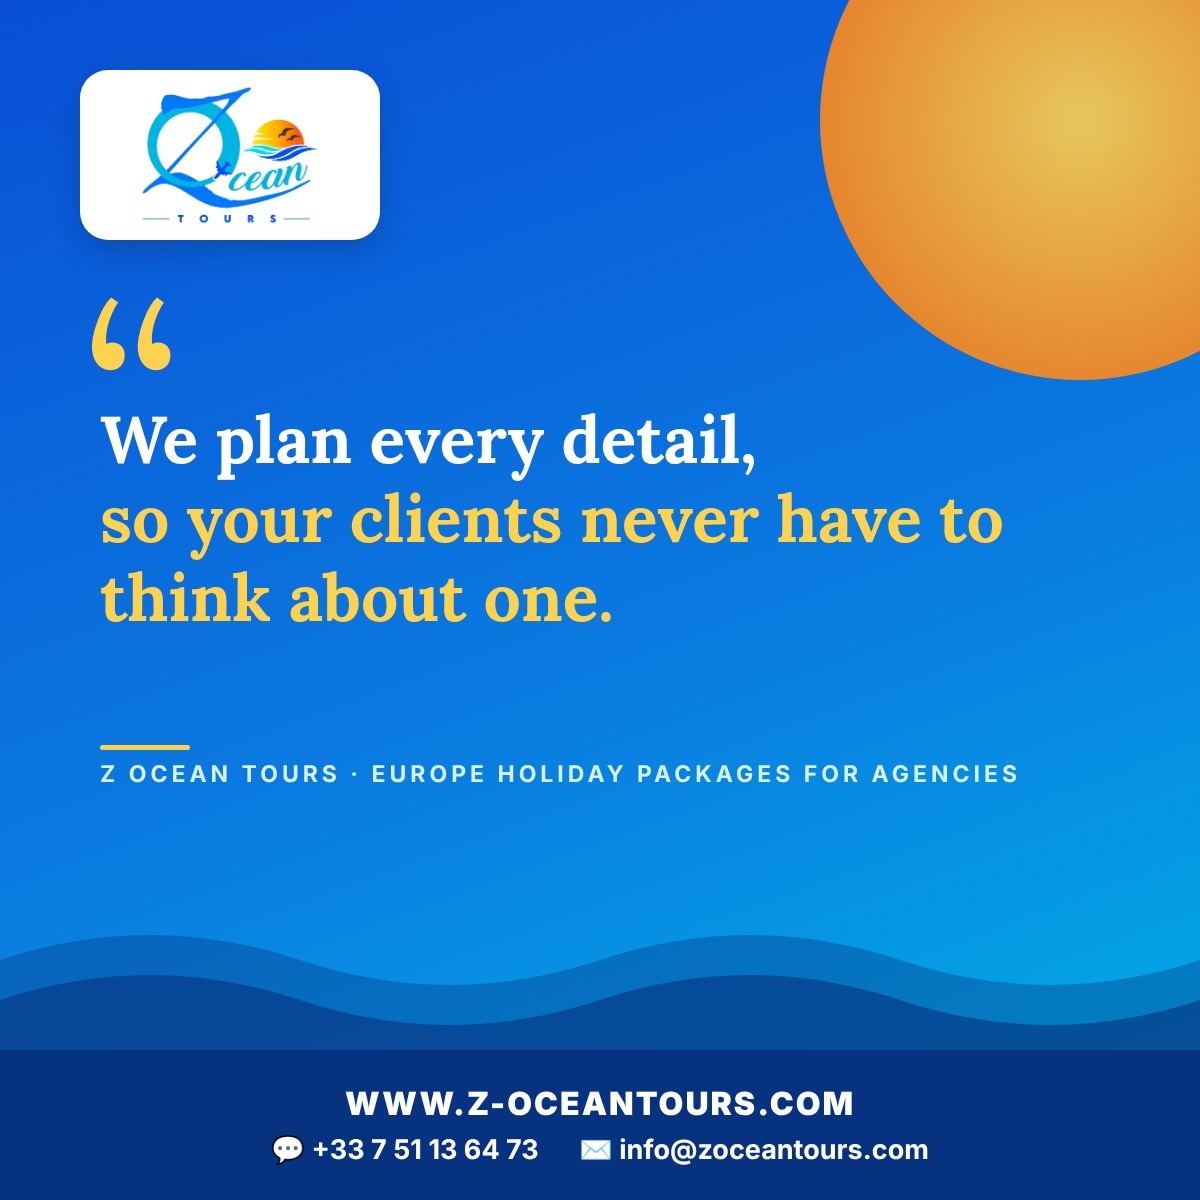 Z Ocean
TOURS
“
We plan every detail,
so your clients never have to
think about one.
Z OCEAN TOURS · EUROPE HOLIDAY PACKAGES FOR AGENCIES
WWW.Z-OCEANTOURS.COM
💬 +33 7 51 13 64 73 ✉️ info@zoceantours.com